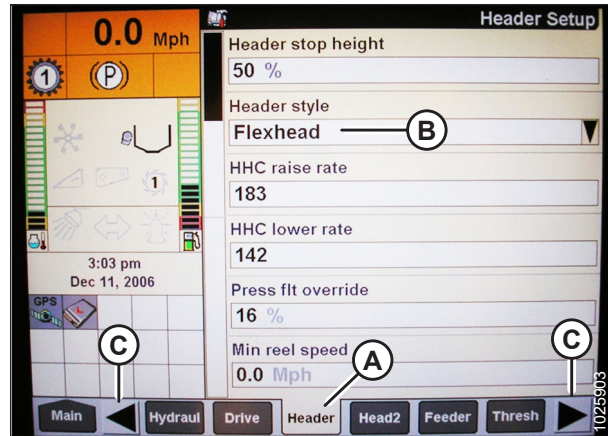 0.0 Mph
Header Setup
1
(P)
Header stop height
50 %
Header style
Flexhead
B
HHC raise rate
183
1
HHC lower rate
142
3:03 pm
Dec 11, 2006
Press flt override
16 %
GPS
Min reel speed
0.0 Mph
C
A
C
Main
Hydraul
Drive
Header
Head2
Feeder
Thresh
1025903